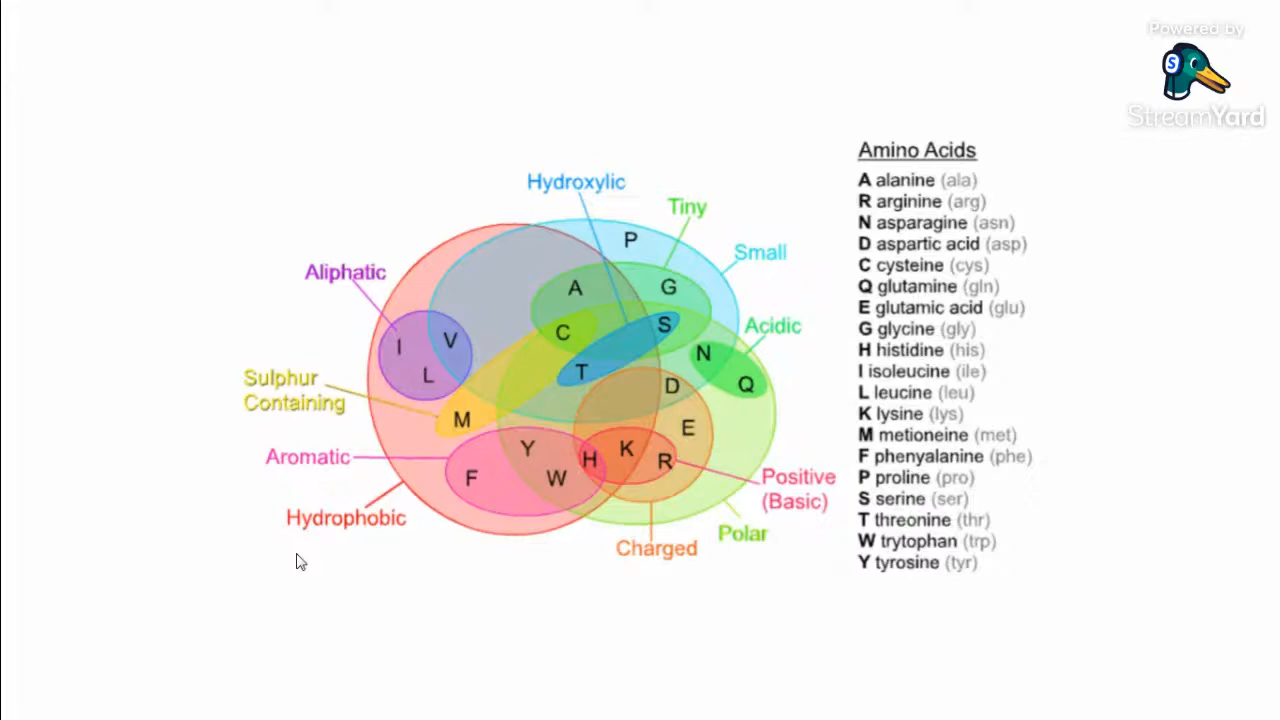 Powered by
StreamYard
S
Amino Acids
A alanine (ala)
R arginine (arg)
N asparagine (asn)
D aspartic acid (asp)
C cysteine (cys)
Q glutamine (gln)
E glutamic acid (glu)
G glycine (gly)
H histidine (his)
I isoleucine (ile)
L leucine (leu)
K lysine (lys)
M metioneine (met)
F phenyalanine (phe)
P proline (pro)
S serine (ser)
T threonine (thr)
W trytophan (trp)
Y tyrosine (tyr)
Hydroxylic
Tiny
Small
Aliphatic
Acidic
Sulphur
Containing
Aromatic
Hydrophobic
Positive
(Basic)
Polar
Charged
P
A
G
C
S
I
V
L
T
N
Q
D
M
E
Y
H
K
R
F
W